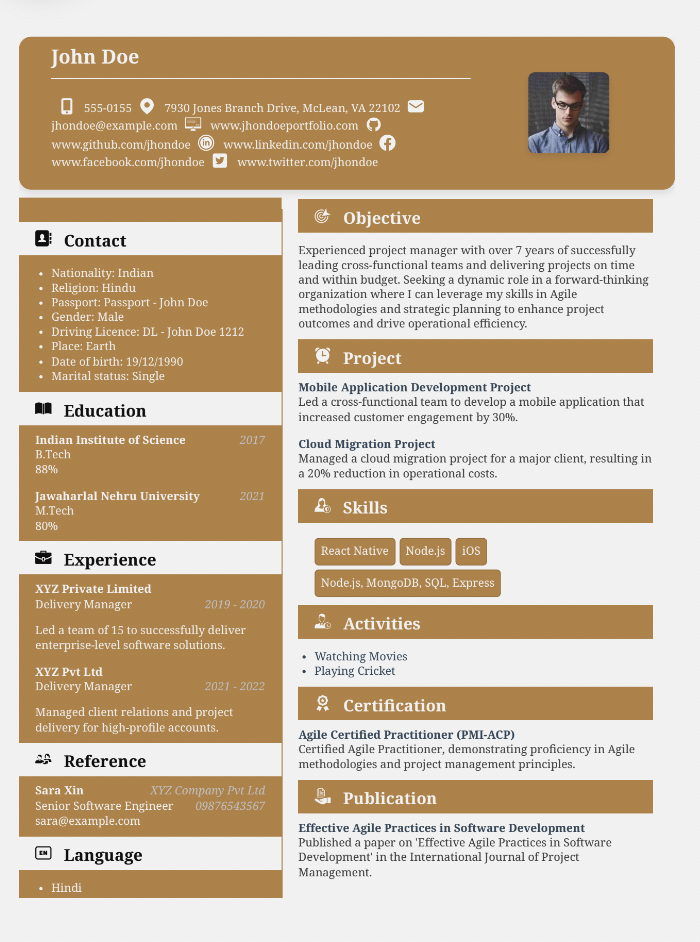 John Doe
555-0155 7930 Jones Branch Drive, McLean, VA 22102
jhondoe@example.com www.jhondoeportfolio.com
www.github.com/jhondoe www.linkedin.com/jhondoe
www.facebook.com/jhondoe www.twitter.com/jhondoe
Contact
• Nationality: Indian
• Religion: Hindu
• Passport: Passport - John Doe
• Gender: Male
• Driving Licence: DL - John Doe 1212
• Place: Earth
• Date of birth: 19/12/1990
• Marital status: Single
Education
Indian Institute of Science 2017
B.Tech
88%
Jawaharlal Nehru University 2021
M.Tech
80%
Experience
XYZ Private Limited
Delivery Manager 2019 - 2020
Led a team of 15 to successfully deliver
enterprise-level software solutions.
XYZ Pvt Ltd
Delivery Manager 2021 - 2022
Managed client relations and project
delivery for high-profile accounts.
Reference
Sara Xin XYZ Company Pvt Ltd
Senior Software Engineer 09876543567
sara@example.com
EN Language
• Hindi
Objective
Experienced project manager with over 7 years of successfully
leading cross-functional teams and delivering projects on time
and within budget. Seeking a dynamic role in a forward-thinking
organization where I can leverage my skills in Agile
methodologies and strategic planning to enhance project
outcomes and drive operational efficiency.
Project
Mobile Application Development Project
Led a cross-functional team to develop a mobile application that
increased customer engagement by 30%.
Cloud Migration Project
Managed a cloud migration project for a major client, resulting in
a 20% reduction in operational costs.
Skills
React Native Node.js iOS
Node.js, MongoDB, SQL, Express
Activities
• Watching Movies
• Playing Cricket
Certification
Agile Certified Practitioner (PMI-ACP)
Certified Agile Practitioner, demonstrating proficiency in Agile
methodologies and project management principles.
Publication
Effective Agile Practices in Software Development
Published a paper on 'Effective Agile Practices in Software
Development' in the International Journal of Project
Management.